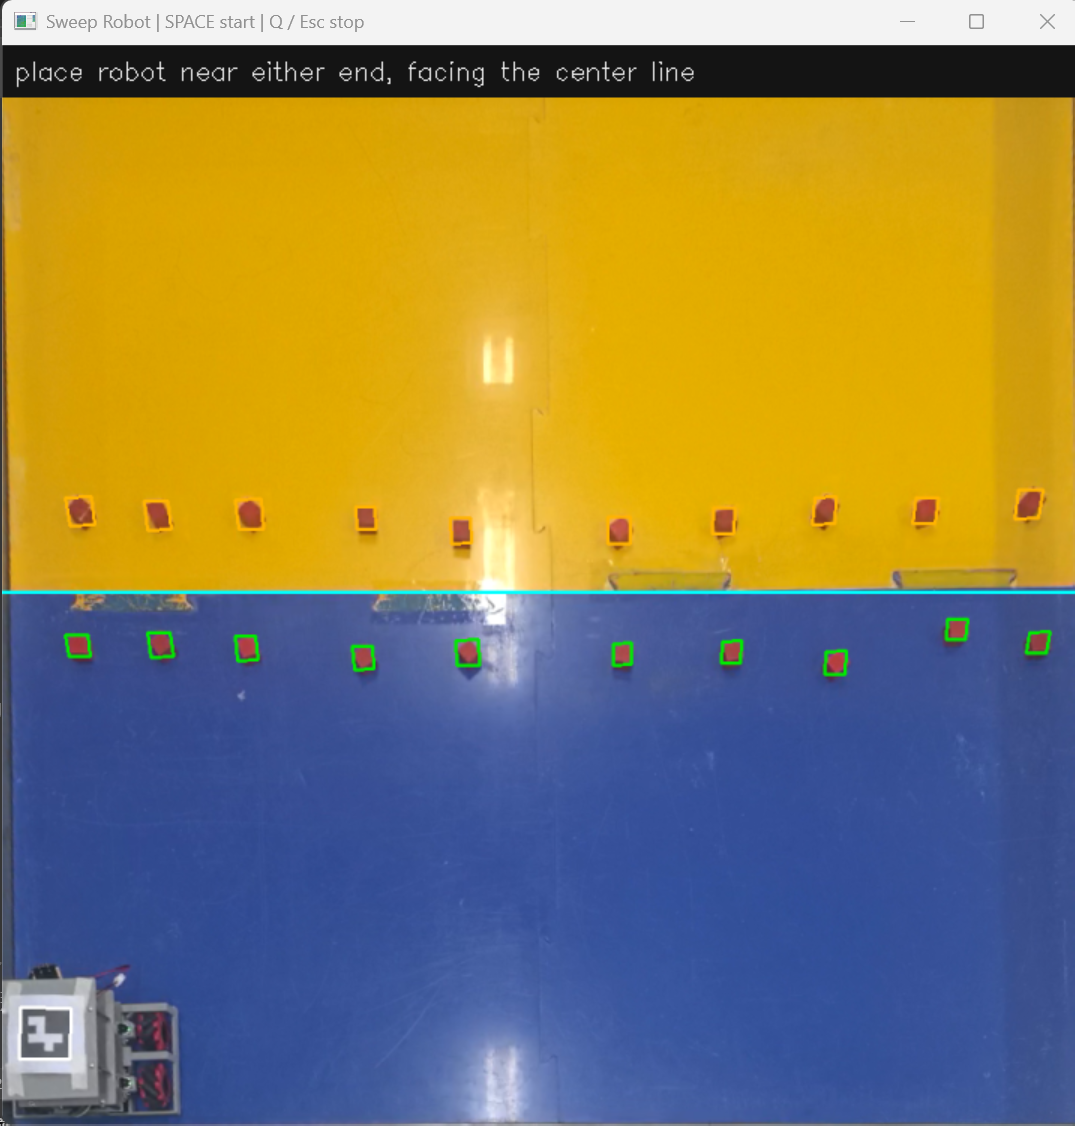 Sweep Robot | SPACE start | Q / Esc stop
place robot near either end, facing the center line